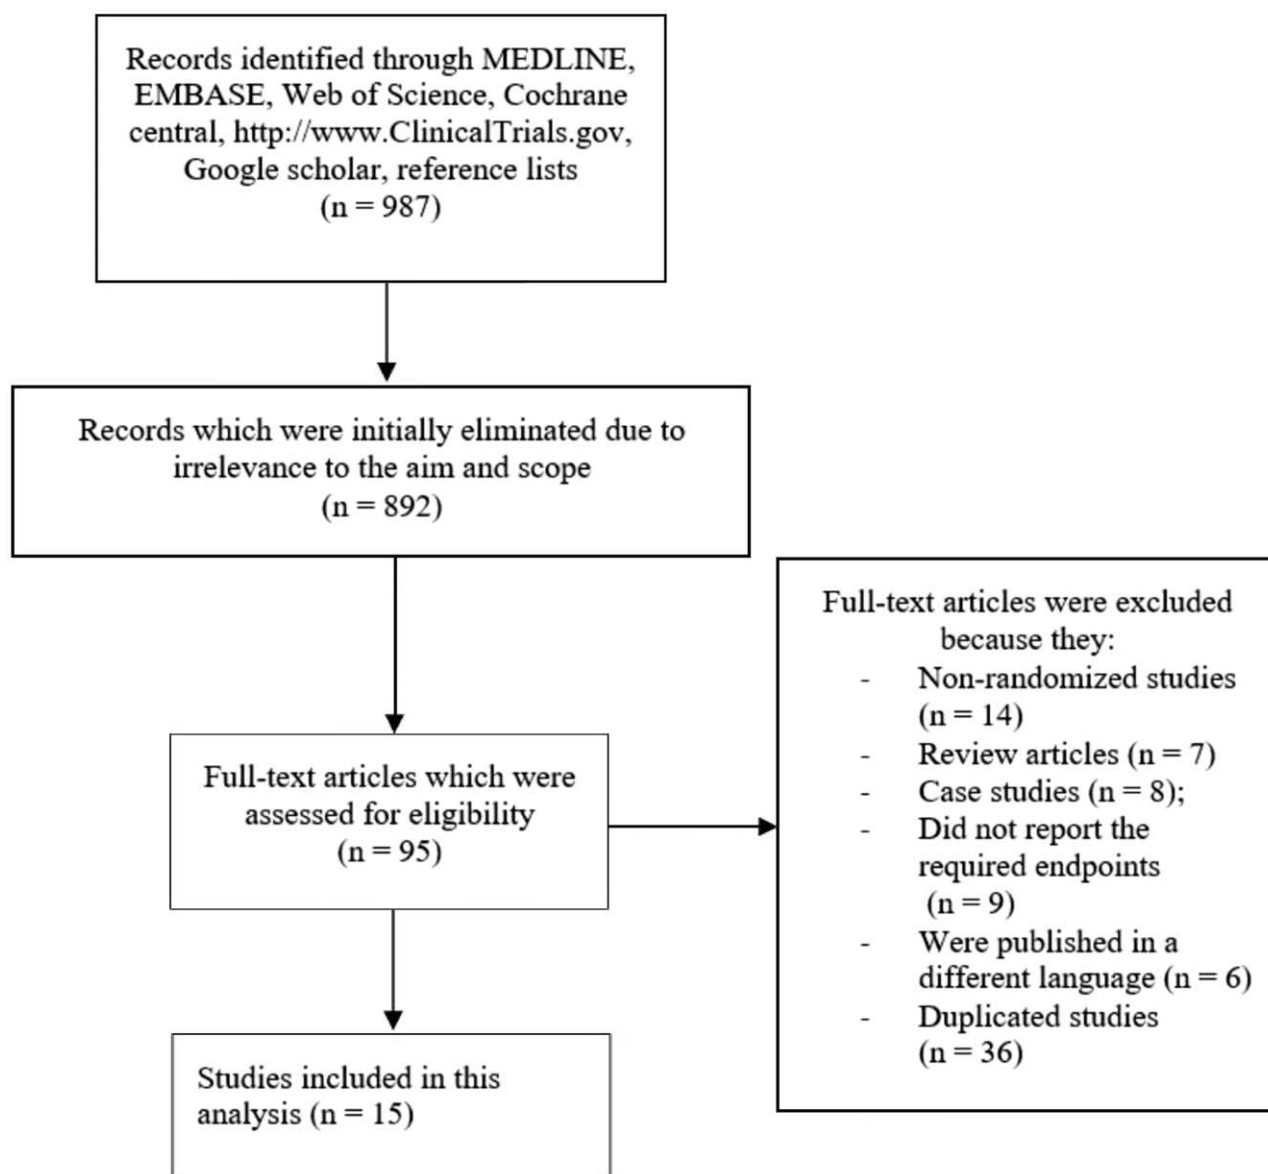 Records identified through MEDLINE,
EMBASE, Web of Science, Cochrane
central, http://www.ClinicalTrials.gov,
Google scholar, reference lists
(n = 987)
Records which were initially eliminated due to
irrelevance to the aim and scope
(n = 892)
Full-text articles which were
assessed for eligibility
(n = 95)
Full-text articles were excluded
because they:
- Non-randomized studies
(n = 14)
- Review articles (n = 7)
- Case studies (n = 8);
- Did not report the
required endpoints
(n = 9)
- Were published in a
different language (n = 6)
- Duplicated studies
(n = 36)
Studies included in this
analysis (n = 15)